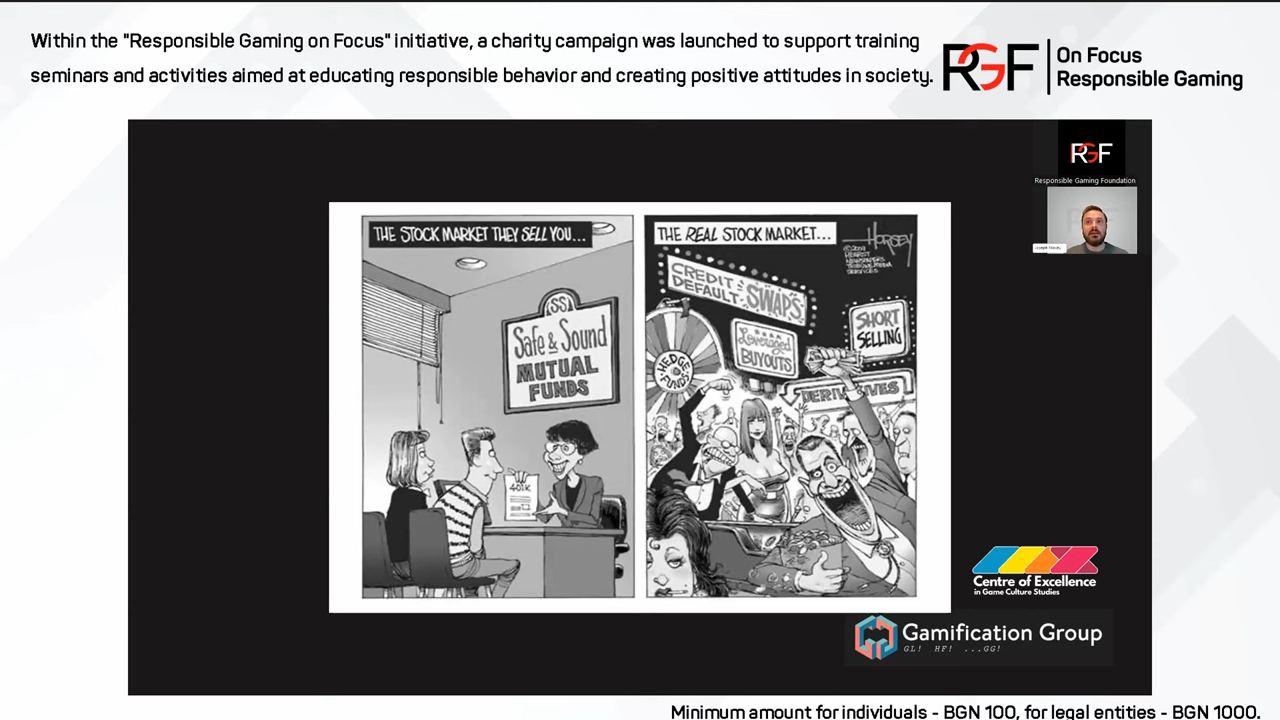 Within the "Responsible Gaming on Focus" initiative, a charity campaign was launched to support training
seminars and activities aimed at educating responsible behavior and creating positive attitudes in society.
RGF
On Focus
Responsible Gaming
RGF
Responsible Gaming Foundation
THE STOCK MARKET THEY SELL YOU...
SS
Safe & Sound
MUTUAL
FUNDS
401K
THE REAL STOCK MARKET...
HORSEY
CREDIT
DEFAULT
SWAPS
Leveraged
BUYOUTS
SHORT
SELLING
HEDGE
FUNDS
Centre of Excellence
in Game Culture Studies
Gamification Group
GL! HF! ...GG!
Minimum amount for individuals - BGN 100, for legal entities - BGN 1000.